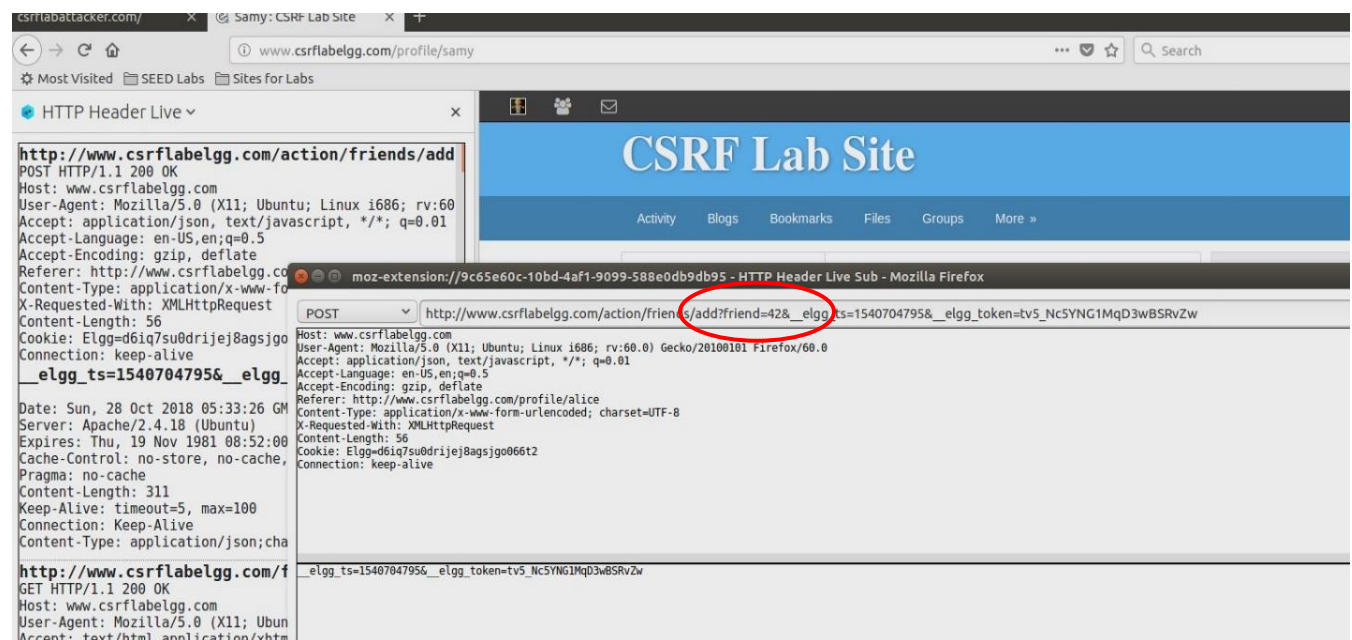 csrflabattacker.com/
Samy : CSRF Lab Site
www.csrflabelgg.com/profile/samy
Search
Most Visited SEED Labs Sites for Labs
HTTP Header Live
http://www.csrflabelgg.com/action/friends/add
POST HTTP/1.1 200 OK
Host: www.csrflabelgg.com
User-Agent: Mozilla/5.0 (X11; Ubuntu; Linux i686; rv:60
Accept: application/json, text/javascript, */*; q=0.01
Accept-Language: en-US,en;q=0.5
Accept-Encoding: gzip, deflate
Referer: http://www.csrflabelgg.co
Content-Type: application/x-www-fo
X-Requested-With: XMLHttpRequest
Content-Length: 56
Cookie: Elgg=d6iq7su0drijej8agsjgo
Connection: keep-alive
__elgg_ts=1540704795&__elgg_
Date: Sun, 28 Oct 2018 05:33:26 GM
Server: Apache/2.4.18 (Ubuntu)
Expires: Thu, 19 Nov 1981 08:52:00
Cache-Control: no-store, no-cache,
Pragma: no-cache
Content-Length: 311
Keep-Alive: timeout=5, max=100
Connection: Keep-Alive
Content-Type: application/json;cha
http://www.csrflabelgg.com/f
GET HTTP/1.1 200 OK
Host: www.csrflabelgg.com
User-Agent: Mozilla/5.0 (X11; Ubun
Accept: text/html,application/xhtm
CSRF Lab Site
Activity Blogs Bookmarks Files Groups More »
moz-extension://9c65e60c-10bd-4af1-9099-588e0db9db95 - HTTP Header Live Sub - Mozilla Firefox
POST http://www.csrflabelgg.com/action/friends/add?friend=42&__elgg_ts=1540704795&__elgg_token=tv5_Nc5YNG1MqD3wBSRvZw
Host: www.csrflabelgg.com
User-Agent: Mozilla/5.0 (X11; Ubuntu; Linux i686; rv:60.0) Gecko/20100101 Firefox/60.0
Accept: application/json, text/javascript, */*; q=0.01
Accept-Language: en-US,en;q=0.5
Accept-Encoding: gzip, deflate
Referer: http://www.csrflabelgg.com/profile/alice
Content-Type: application/x-www-form-urlencoded; charset=UTF-8
X-Requested-With: XMLHttpRequest
Content-Length: 56
Cookie: Elgg=d6iq7su0drijej8agsjgo066t2
Connection: keep-alive
__elgg_ts=1540704795&__elgg_token=tv5_Nc5YNG1MqD3wBSRvZw